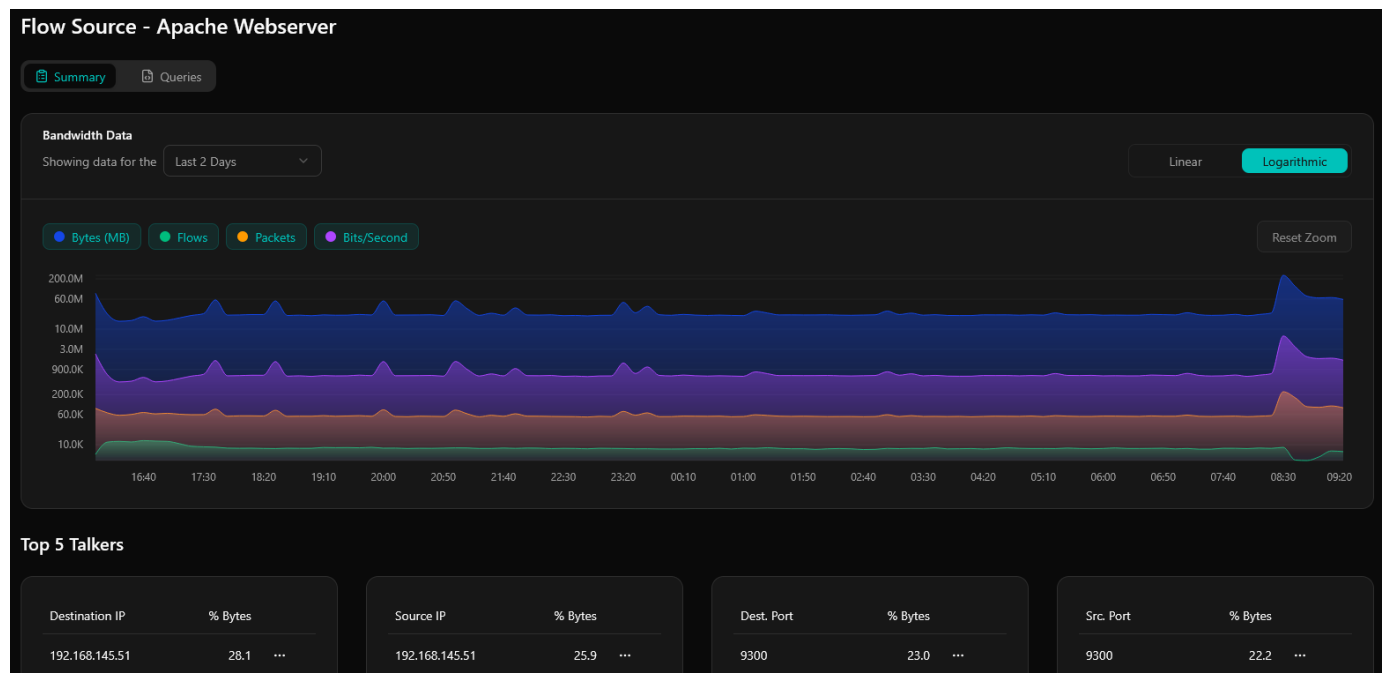 Flow Source - Apache Webserver
Summary Queries
Bandwidth Data
Showing data for the Last 2 Days
Linear Logarithmic
Bytes (MB) Flows Packets Bits/Second
Reset Zoom
200.0M
60.0M
10.0M
3.0M
900.0K
200.0K
60.0K
10.0K
16:40 17:30 18:20 19:10 20:00 20:50 21:40 22:30 23:20 00:10 01:00 01:50 02:40 03:30 04:20 05:10 06:00 06:50 07:40 08:30 09:20
Top 5 Talkers
Destination IP % Bytes Source IP % Bytes Dest. Port % Bytes Src. Port % Bytes
192.168.145.51 28.1 ··· 192.168.145.51 25.9 ··· 9300 23.0 ··· 9300 22.2 ···